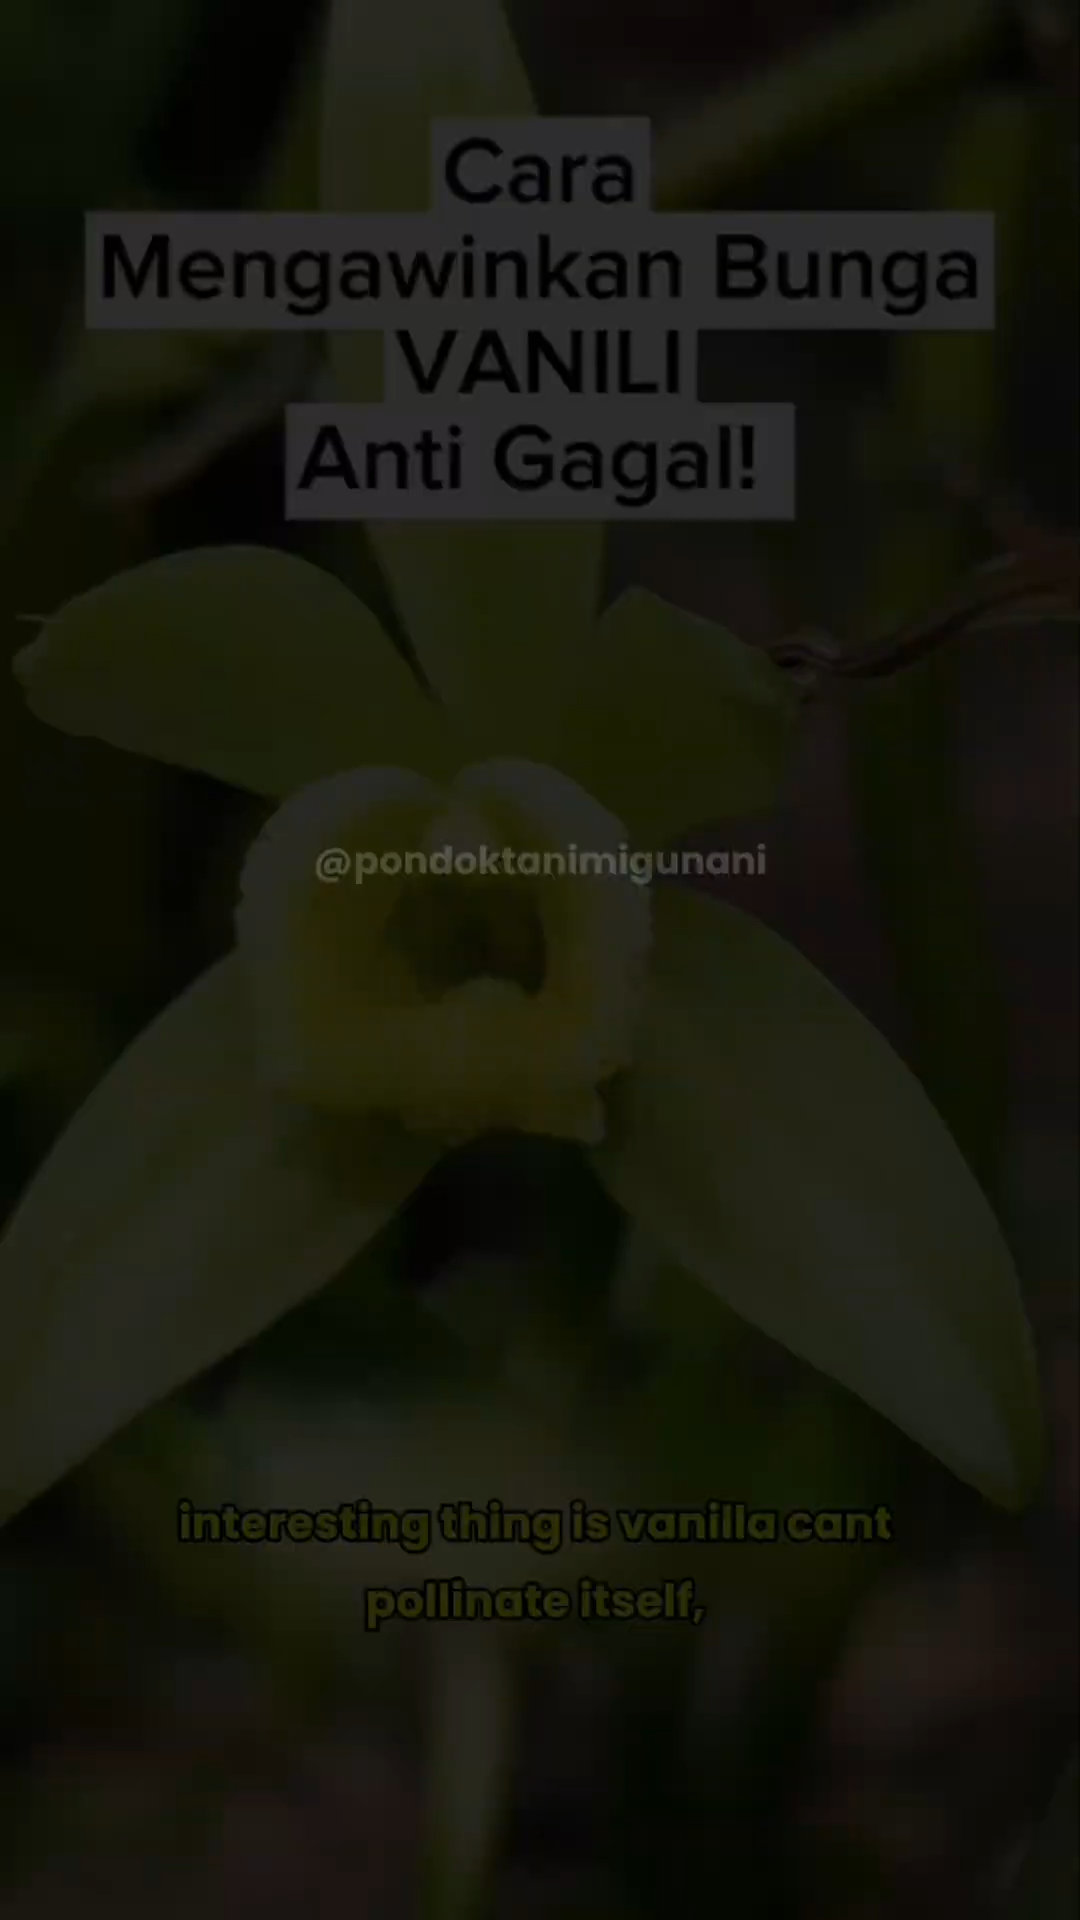 Cara
Mengawinkan Bunga
VANILI
Anti Gagal!
@pondoktanimigunani
interesting thing is vanilla cant
pollinate itself,